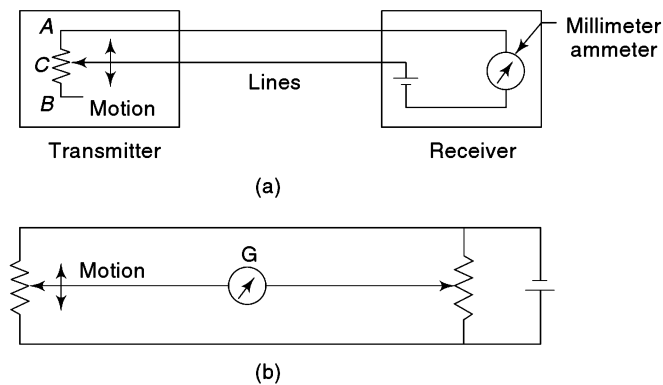 A
C
B
Motion
Transmitter
Lines
Millimeter
ammeter
Receiver
(a)
Motion
G
(b)